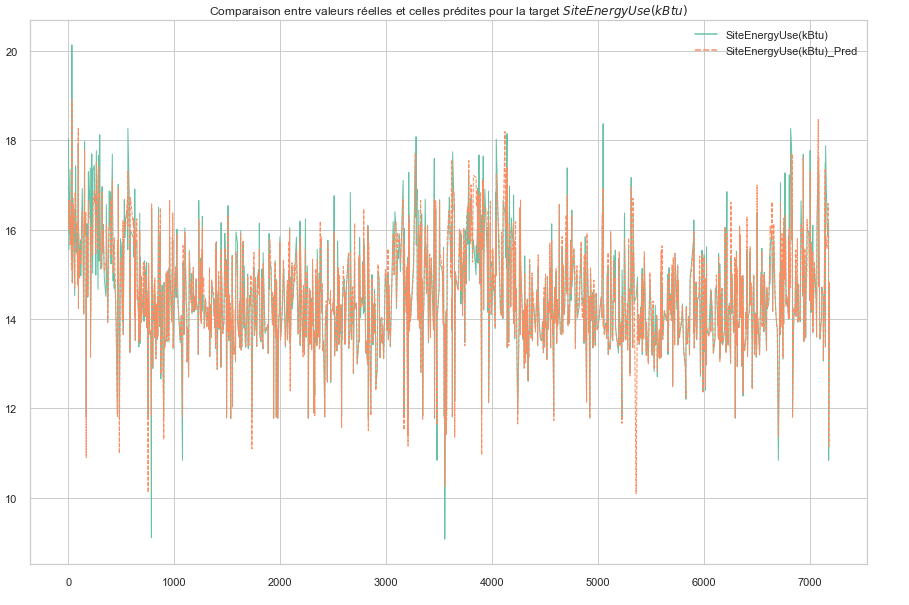 Comparaison entre valeurs réelles et celles prédites pour la target SiteEnergyUse(kBtu)
SiteEnergyUse(kBtu)
SiteEnergyUse(kBtu)_Pred
20
18
16
14
12
10
0 1000 2000 3000 4000 5000 6000 7000